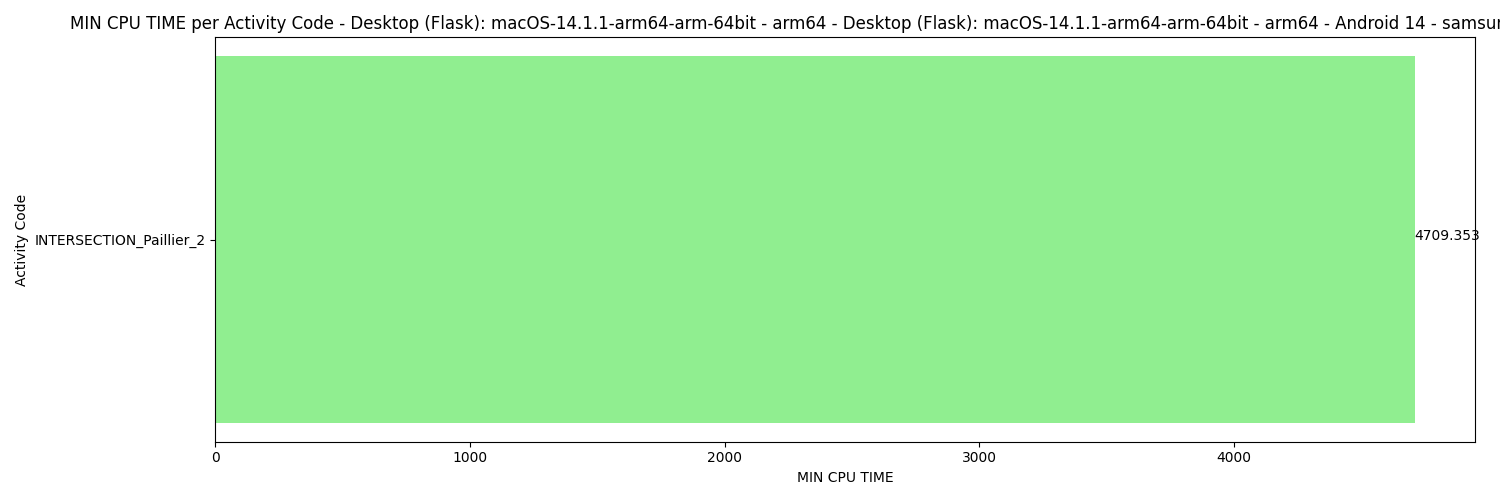 MIN CPU TIME per Activity Code - Desktop (Flask): macOS-14.1.1-arm64-arm-64bit - arm64 - Desktop (Flask): macOS-14.1.1-arm64-arm-64bit - arm64 - Android 14 -
Activity Code
INTERSECTION_Paillier_2
4709.353
0 1000 2000 3000 4000
MIN CPU TIME